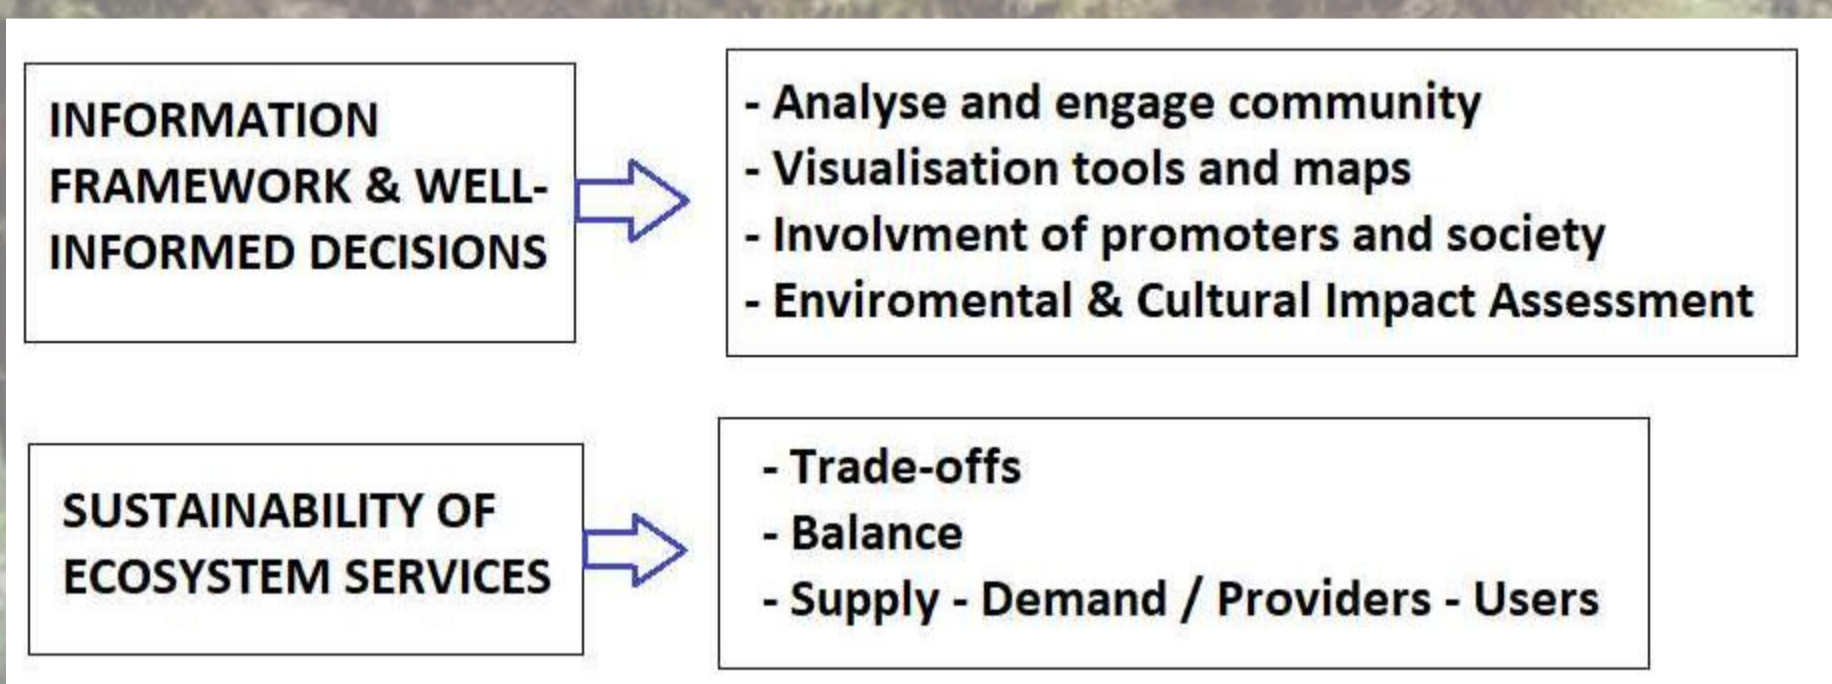 INFORMATION
FRAMEWORK & WELL-
INFORMED DECISIONS
- Analyse and engage community
- Visualisation tools and maps
- Involvment of promoters and society
- Enviromental & Cultural Impact Assessment
SUSTAINABILITY OF
ECOSYSTEM SERVICES
- Trade-offs
- Balance
- Supply - Demand / Providers - Users